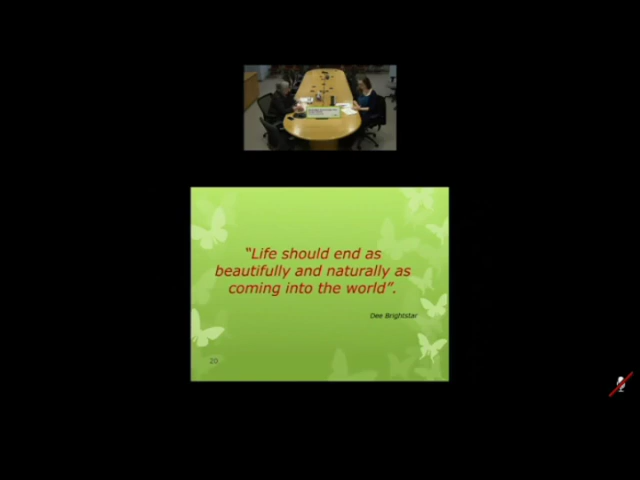 “Life should end as
beautifully and naturally as
coming into the world”.
Dee Brightstar
20